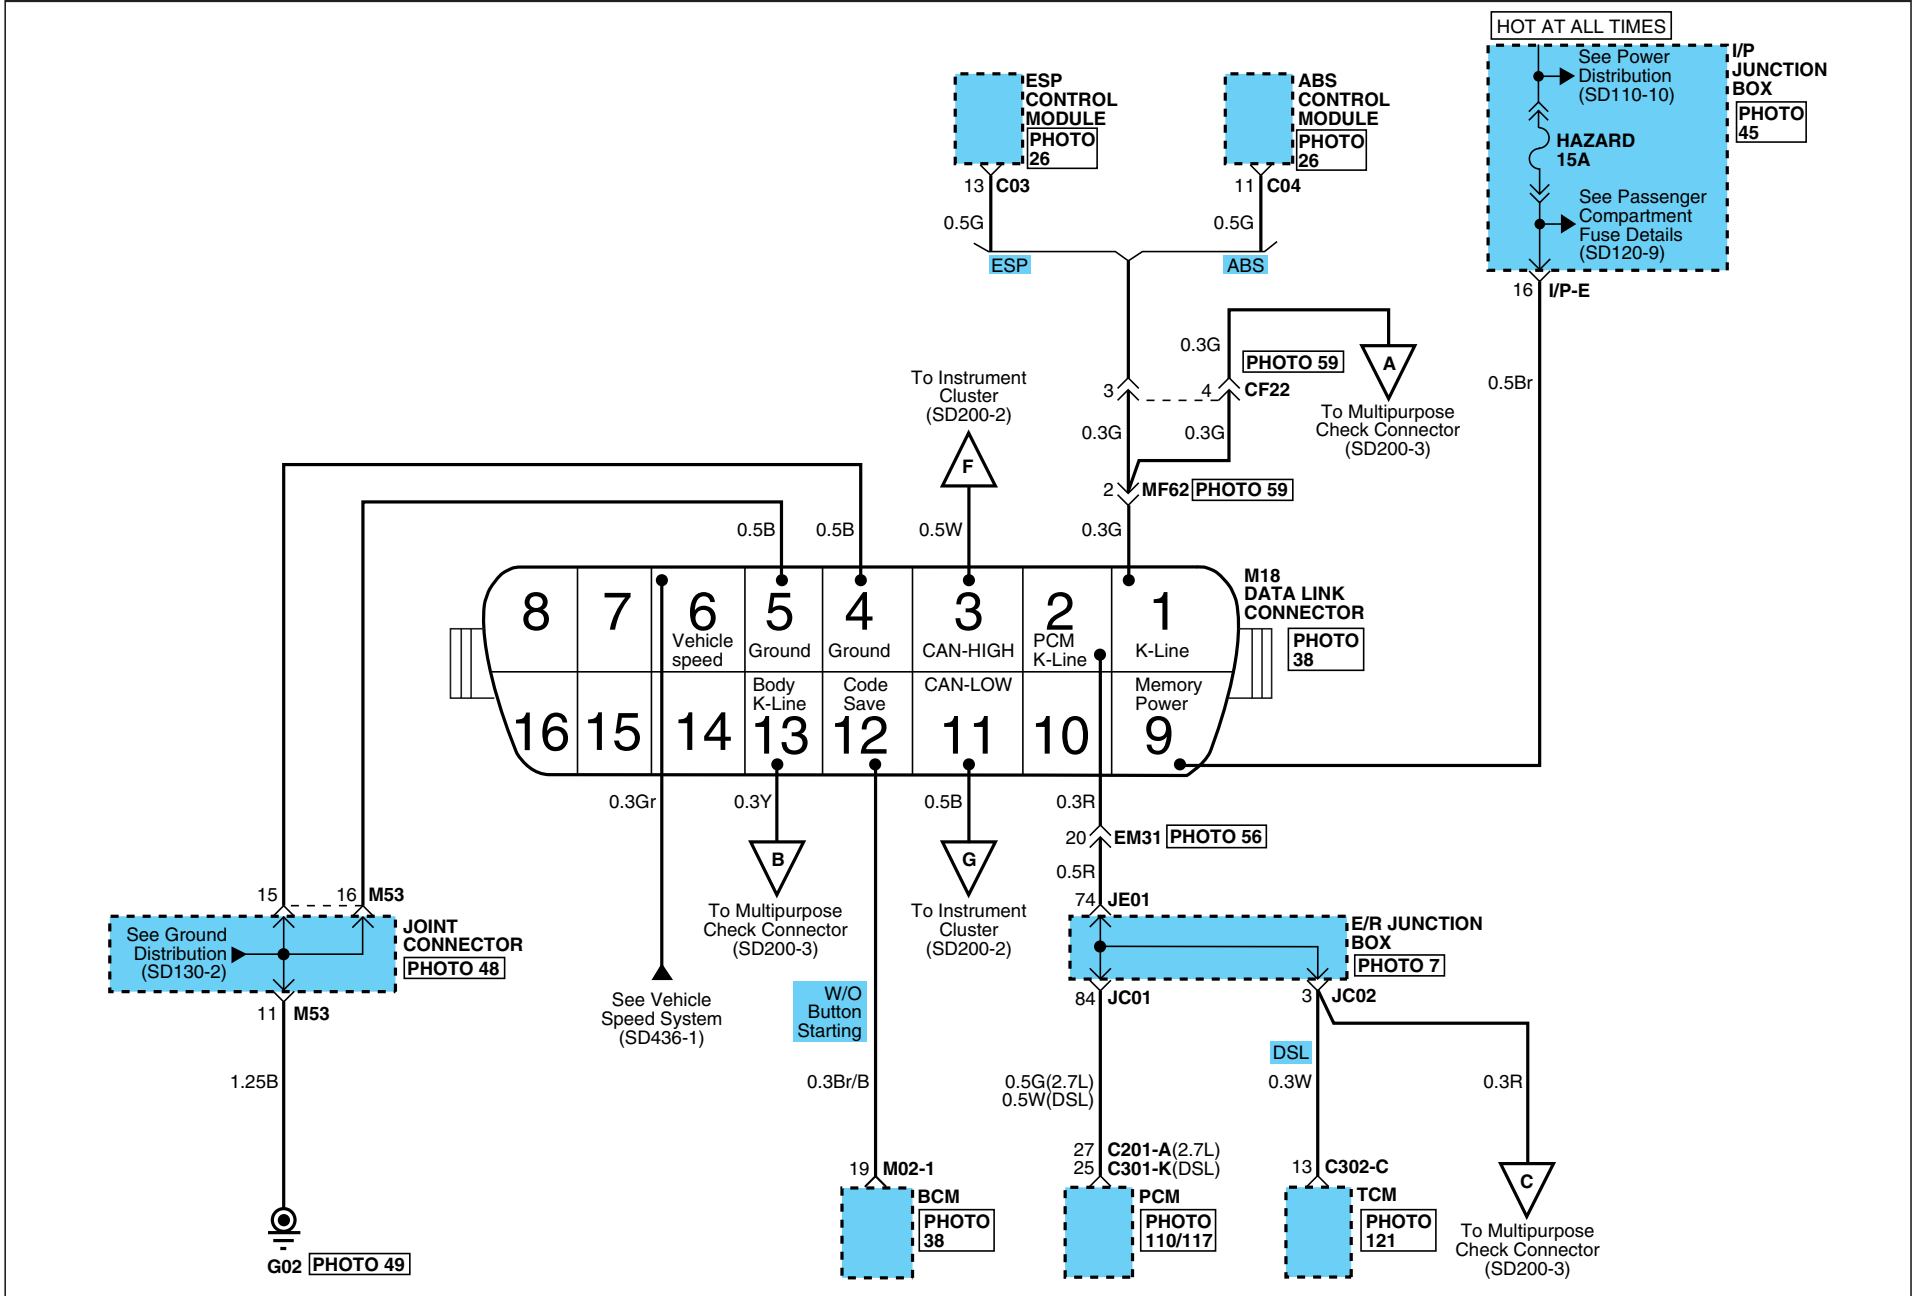 HOT AT ALL TIMES
See Power
Distribution
(SD110-10)
HAZARD
15A
See Passenger
Compartment
Fuse Details
(SD120-9)
I/P
JUNCTION
BOX
PHOTO
45
16 I/P-E
0.5Br
ESP
CONTROL
MODULE
PHOTO
26
13 C03
0.5G
ESP
ABS
CONTROL
MODULE
PHOTO
26
11 C04
0.5G
ABS
0.3G
PHOTO 59
A
3
4 CF22
To Multipurpose
Check Connector
(SD200-3)
0.3G
0.3G
2 MF62 PHOTO 59
0.3G
To Instrument
Cluster
(SD200-2)
F
0.5B
0.5B
0.5W
M18
DATA LINK
CONNECTOR
PHOTO
38
8
7
6
Vehicle
speed
5
Ground
4
Ground
3
CAN-HIGH
2
PCM
K-Line
1
K-Line
16
15
14
Body
K-Line
13
Code
Save
12
CAN-LOW
11
10
Memory
Power
9
0.3Gr
0.3Y
0.5B
0.3R
B
G
20 EM31 PHOTO 56
0.5R
74 JE01
To Multipurpose
Check Connector
(SD200-3)
To Instrument
Cluster
(SD200-2)
E/R JUNCTION
BOX
PHOTO 7
84 JC01
3 JC02
15
16 M53
See Ground
Distribution
(SD130-2)
JOINT
CONNECTOR
PHOTO 48
11 M53
1.25B
G02 PHOTO 49
See Vehicle
Speed System
(SD436-1)
W/O
Button
Starting
0.3Br/B
19 M02-1
BCM
PHOTO
38
0.5G(2.7L)
0.5W(DSL)
27 C201-A(2.7L)
25 C301-K(DSL)
PCM
PHOTO
110/117
DSL
0.3W
13 C302-C
TCM
PHOTO
121
0.3R
C
To Multipurpose
Check Connector
(SD200-3)